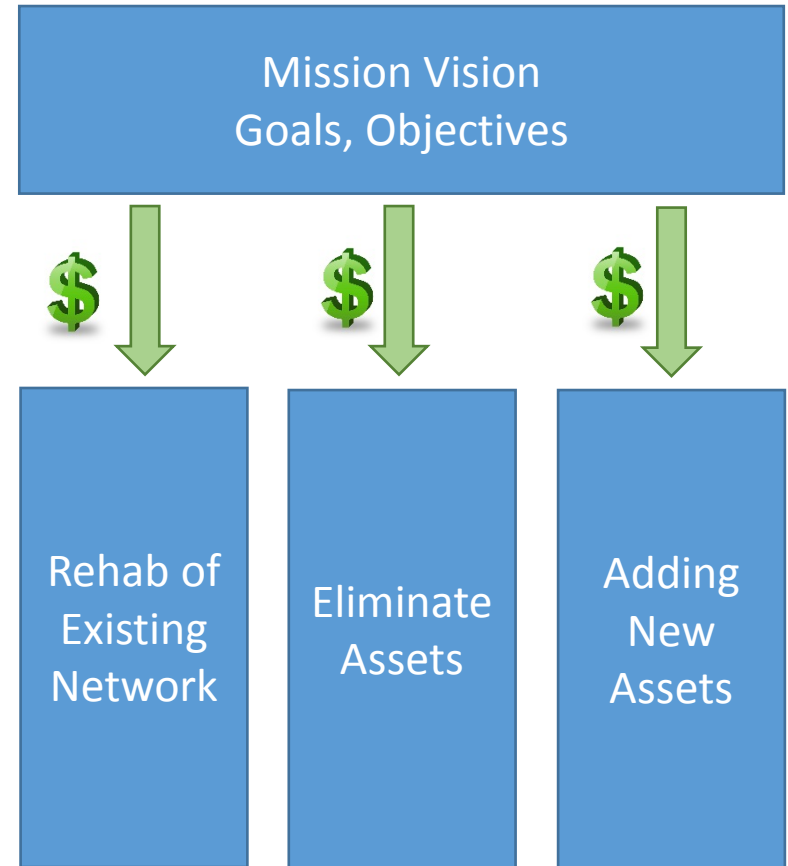 Mission Vision
Goals, Objectives
$ $ $
Rehab of
Existing
Network
Eliminate
Assets
Adding
New
Assets